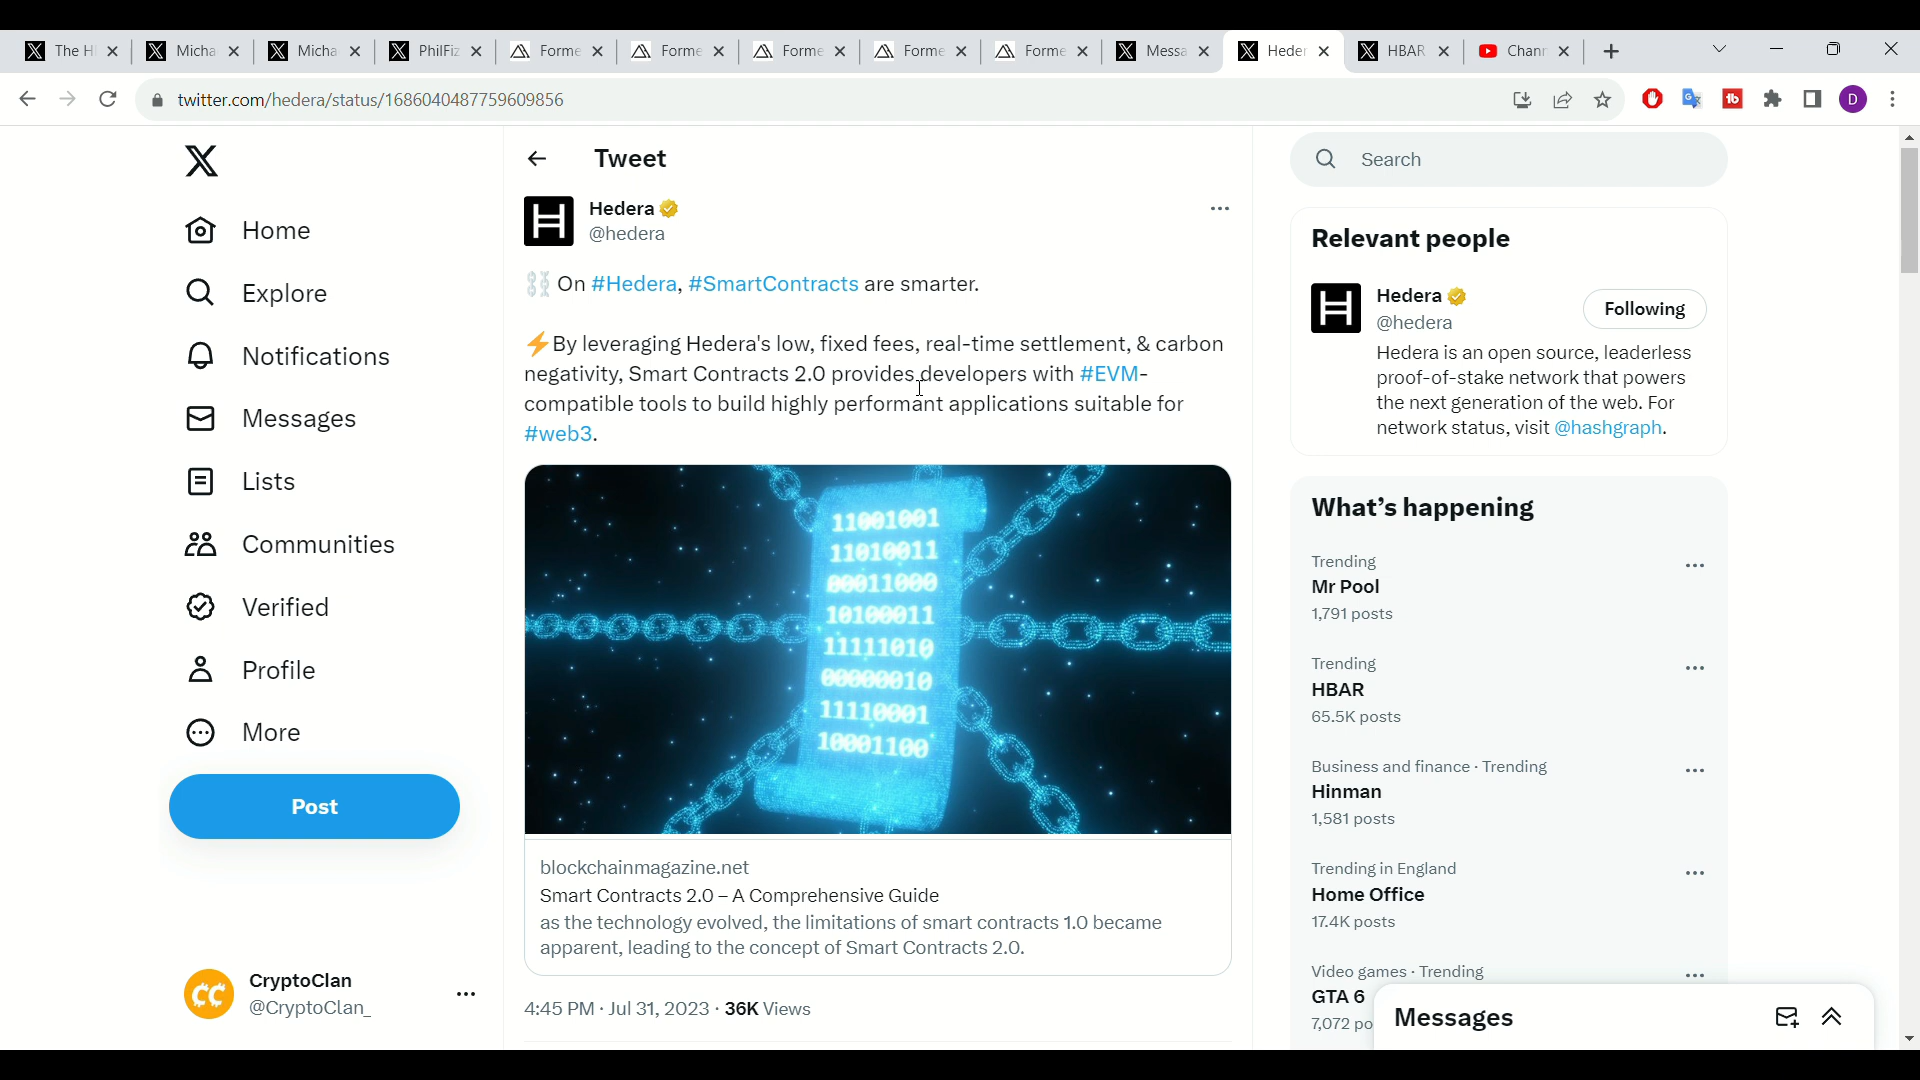 The H
Micha
Micha
PhilFiz
Forme
Forme
Forme
Forme
Forme
Messa
Heder
HBAR
Chann
twitter.com/hedera/status/1686040487759609856
D
Home
Explore
Notifications
Messages
Lists
Communities
Verified
Profile
More
Post
CryptoClan
@CryptoClan_
Tweet
Hedera
@hedera
On #Hedera, #SmartContracts are smarter.
⚡By leveraging Hedera's low, fixed fees, real-time settlement, & carbon
negativity, Smart Contracts 2.0 provides developers with #EVM-
compatible tools to build highly performant applications suitable for
#web3.
11001001
11010011
00011000
10100011
11111010
00000010
11110001
10001100
blockchainmagazine.net
Smart Contracts 2.0 – A Comprehensive Guide
as the technology evolved, the limitations of smart contracts 1.0 became
apparent, leading to the concept of Smart Contracts 2.0.
4:45 PM · Jul 31, 2023 · 36K Views
Search
Relevant people
Hedera
@hedera
Following
Hedera is an open source, leaderless
proof-of-stake network that powers
the next generation of the web. For
network status, visit @hashgraph.
What's happening
Trending
Mr Pool
1,791 posts
Trending
HBAR
65.5K posts
Business and finance · Trending
Hinman
1,581 posts
Trending in England
Home Office
17.4K posts
Video games · Trending
GTA 6
7,072 po
Messages